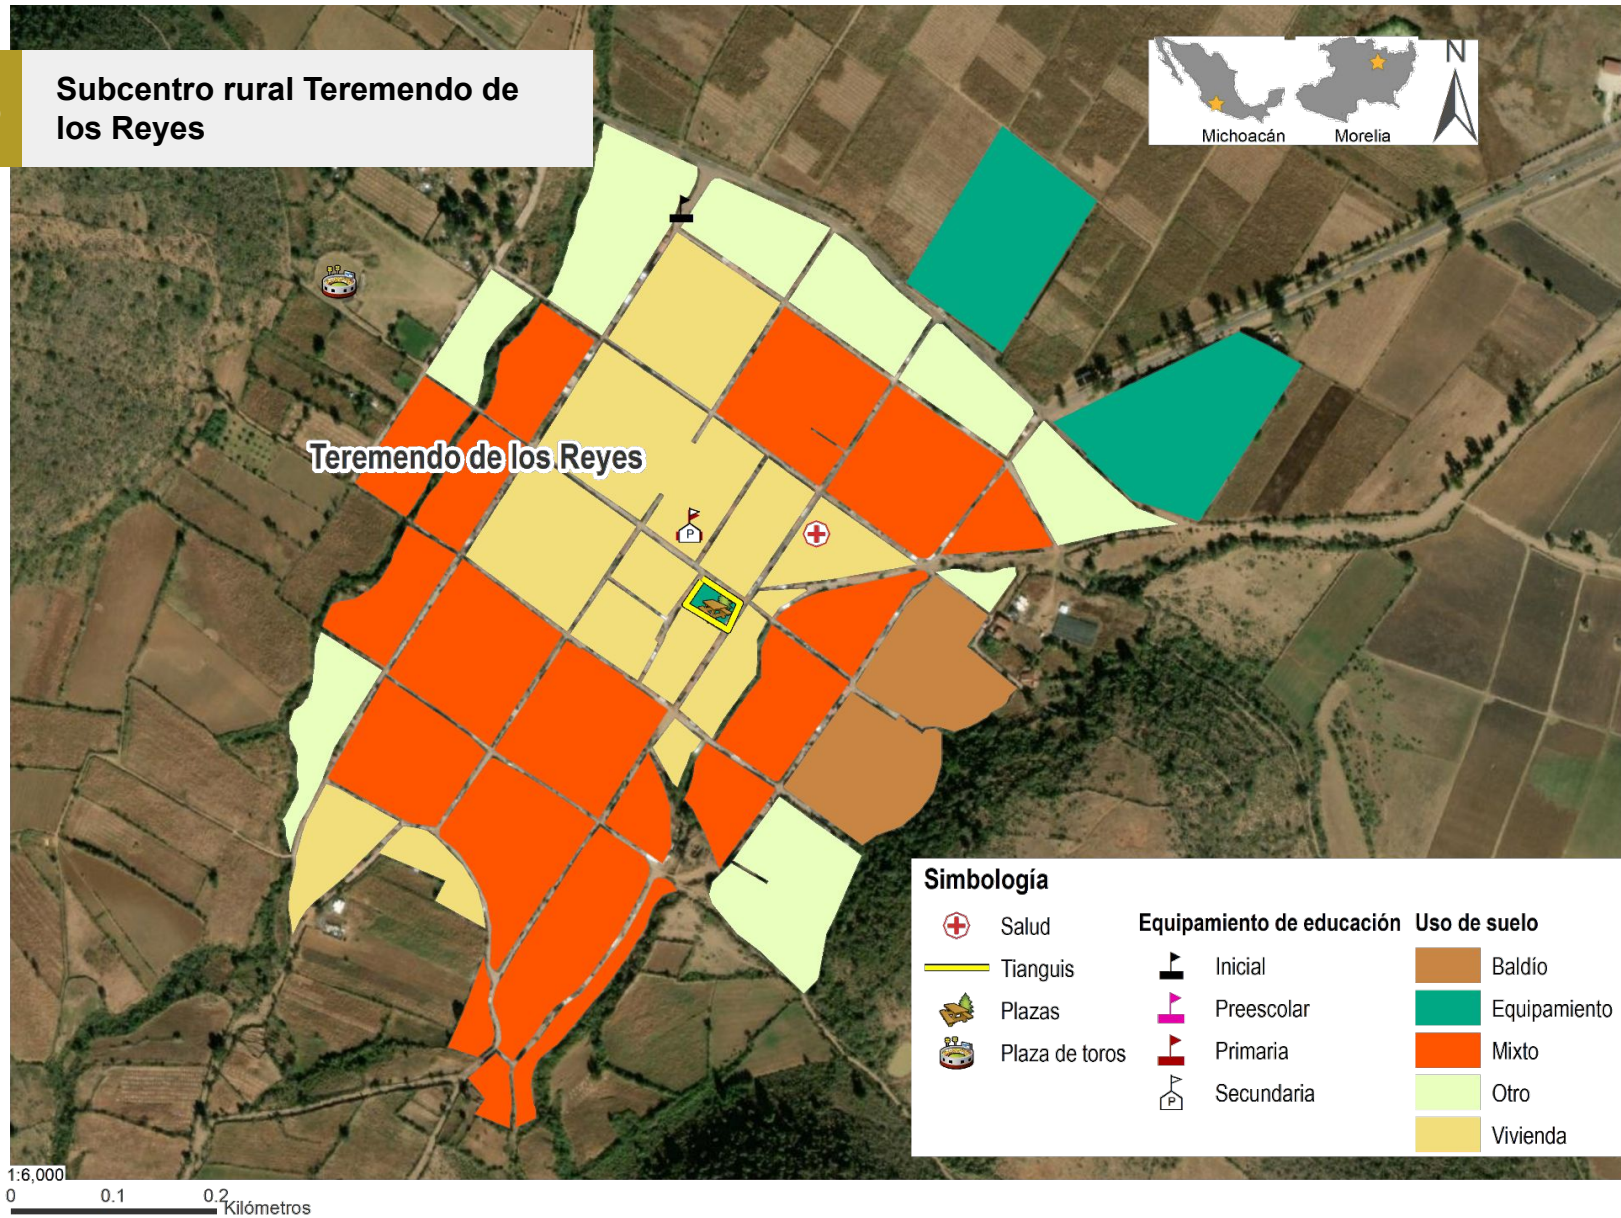 Subcentro rural Teremendo de
los Reyes
N
Michoacán
Morelia
Teremendo de los Reyes
P
Simbología
Salud
Tianguis
Plazas
Plaza de toros
Equipamiento de educación
Inicial
Preescolar
Primaria
P
Secundaria
Uso de suelo
Baldío
Equipamiento
Mixto
Otro
Vivienda
1:6,000
0 0.1 0.2
Kilómetros